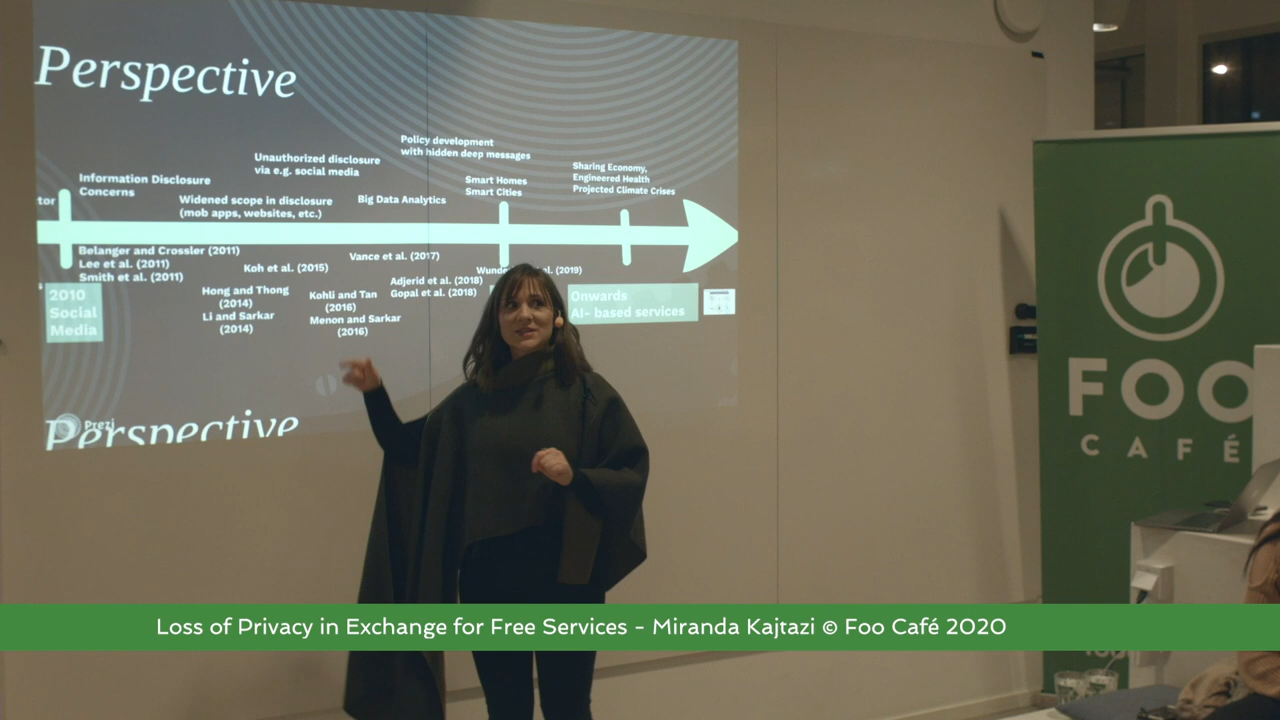 Perspective
Policy development
with hidden deep messages
Unauthorized disclosure
via e.g. social media
Sharing Economy,
Engineered Health
Projected Climate Crises
Information Disclosure
Concerns
Smart Homes
Smart Cities
tor
Widened scope in disclosure
(mob apps, websites, etc.)
Big Data Analytics
Belanger and Crossler (2011)
Lee et al. (2011)
Smith et al. (2011)
Koh et al. (2015)
Vance et al. (2017)
al. (2019)
Adjerid et al. (2018)
Gopal et al. (2018)
Hong and Thong
(2014)
Li and Sarkar
(2014)
Kohli and Tan
(2016)
Menon and Sarkar
(2016)
2010
Social
Media
Onwards
AI- based services
Prezi
Perspective
FOO
CAFÉ
Loss of Privacy in Exchange for Free Services - Miranda Kajtazi © Foo Café 2020